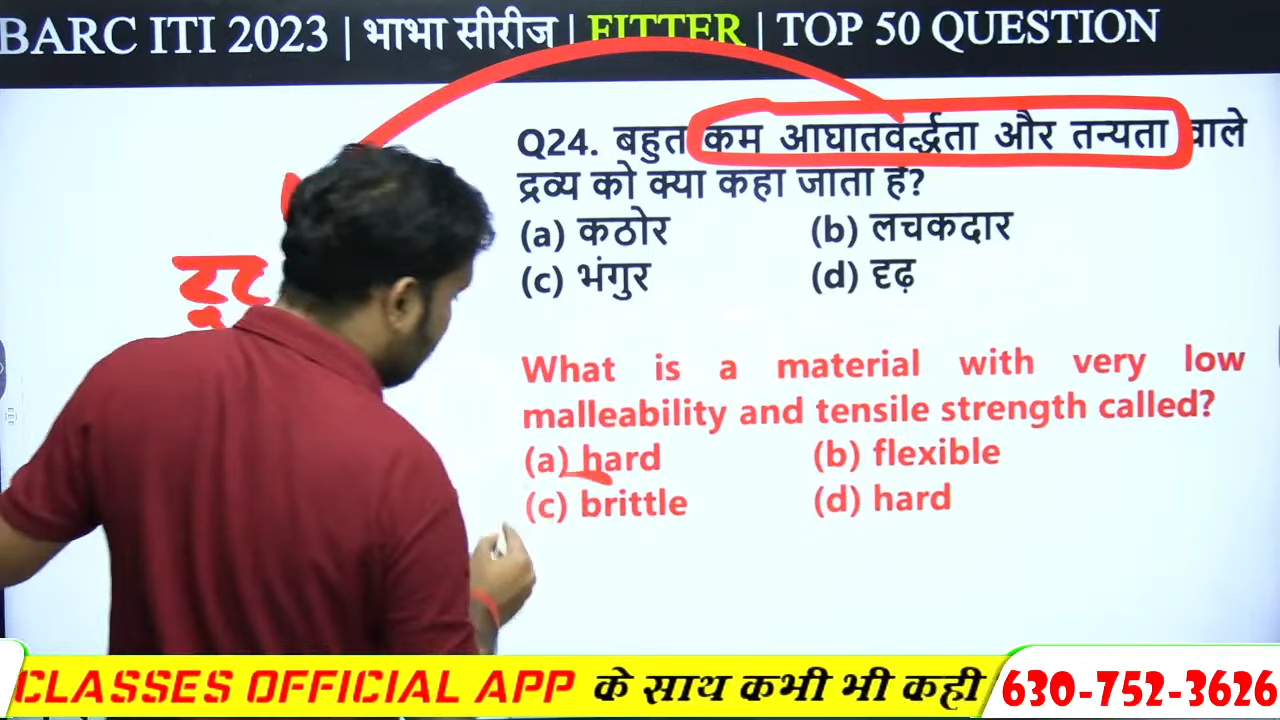 BARC ITI 2023 | भाभा सीरीज | FITTER | TOP 50 QUESTION
Q24. बहुत कम आघातवर्द्धता और तन्यता वाले
द्रव्य को क्या कहा जाता है?
(a) कठोर (b) लचकदार
(c) भंगुर (d) दृढ़
What is a material with very low
malleability and tensile strength called?
(a) hard (b) flexible
(c) brittle (d) hard
CLASSES OFFICIAL APP के साथ कभी भी कही
630-752-3626